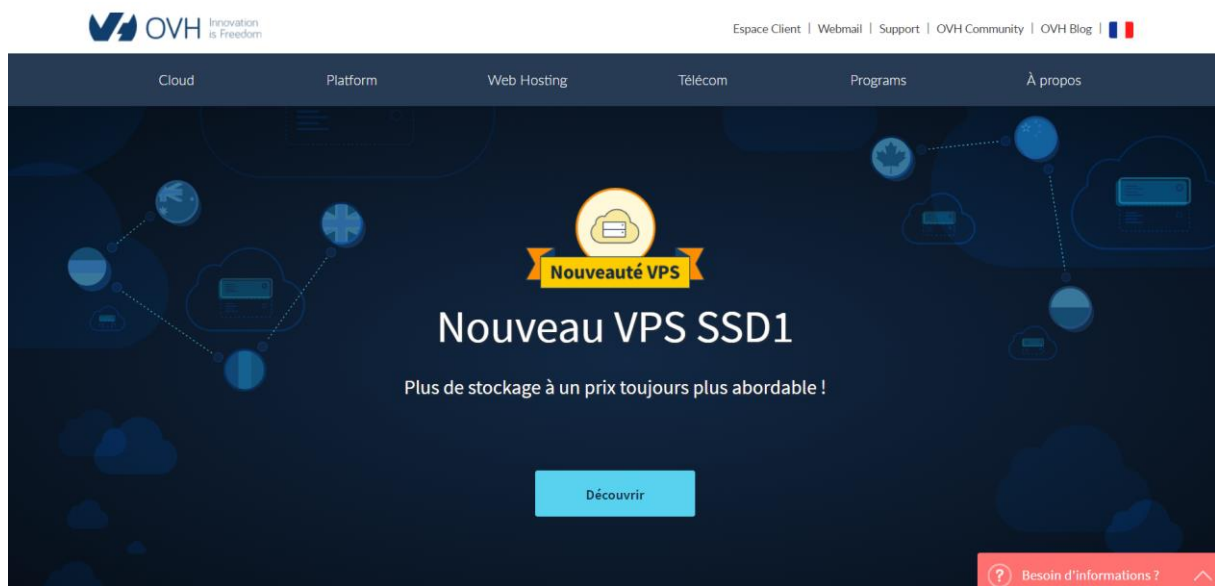 OVH Innovation
is Freedom
Espace Client | Webmail | Support | OVH Community | OVH Blog |
Cloud Platform Web Hosting Télécom Programs À propos
Nouveauté VPS
Nouveau VPS SSD1
Plus de stockage à un prix toujours plus abordable !
Découvrir
? Besoin d'informations ?